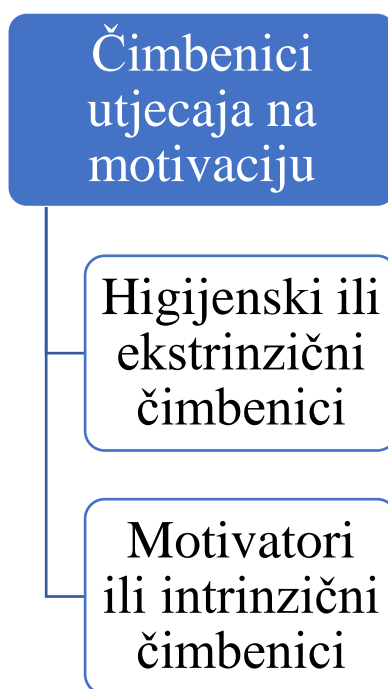 Čimbenici
utjecaja na
motivaciju
Higijenski ili
ekstrinzični
čimbenici
Motivatori
ili intrinzični
čimbenici